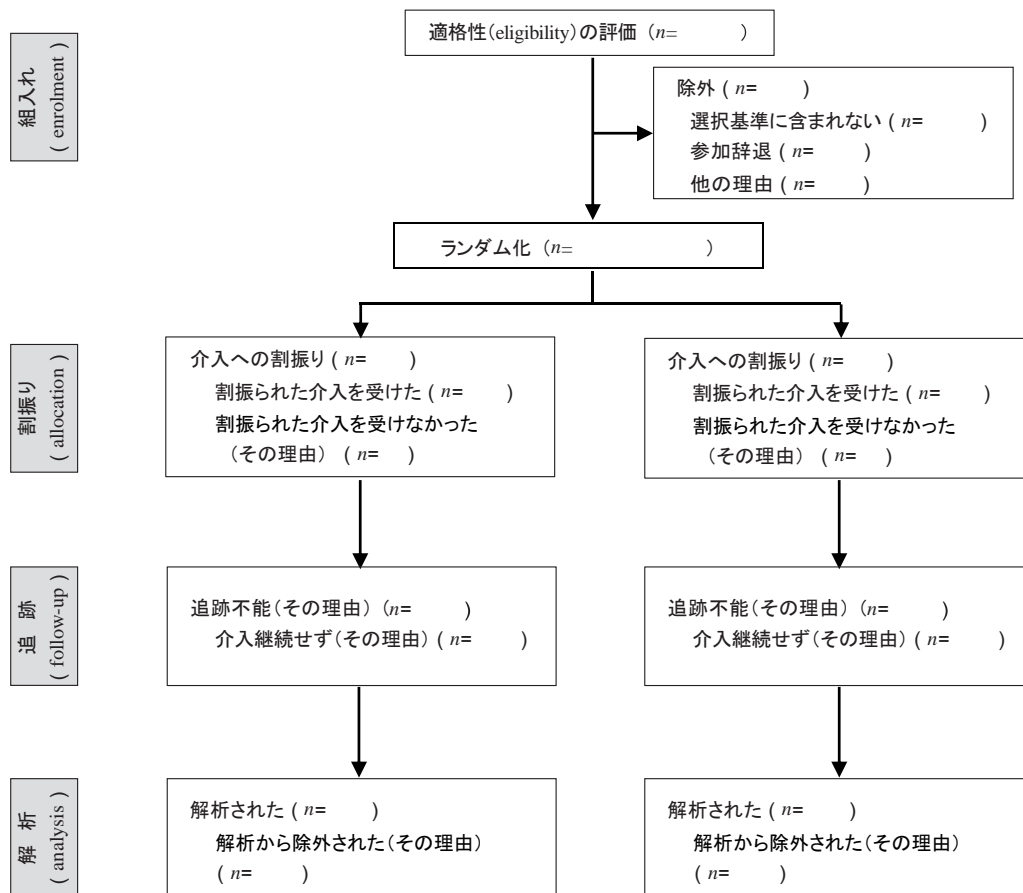 適格性(eligibility)の評価 (n= )
組入れ
( enrolment )
除外 ( n= )
選択基準に含まれない ( n= )
参加辞退 ( n= )
他の理由 ( n= )
ランダム化 (n= )
割振り
( allocation )
介入への割振り ( n= )
割振られた介入を受けた ( n= )
割振られた介入を受けなかった
(その理由) ( n= )
介入への割振り ( n= )
割振られた介入を受けた ( n= )
割振られた介入を受けなかった
(その理由) ( n= )
追 跡
( follow-up )
追跡不能(その理由) (n= )
介入継続せず(その理由) ( n= )
追跡不能(その理由) (n= )
介入継続せず(その理由) ( n= )
解 析
( analysis )
解析された ( n= )
解析から除外された(その理由)
( n= )
解析された ( n= )
解析から除外された(その理由)
( n= )